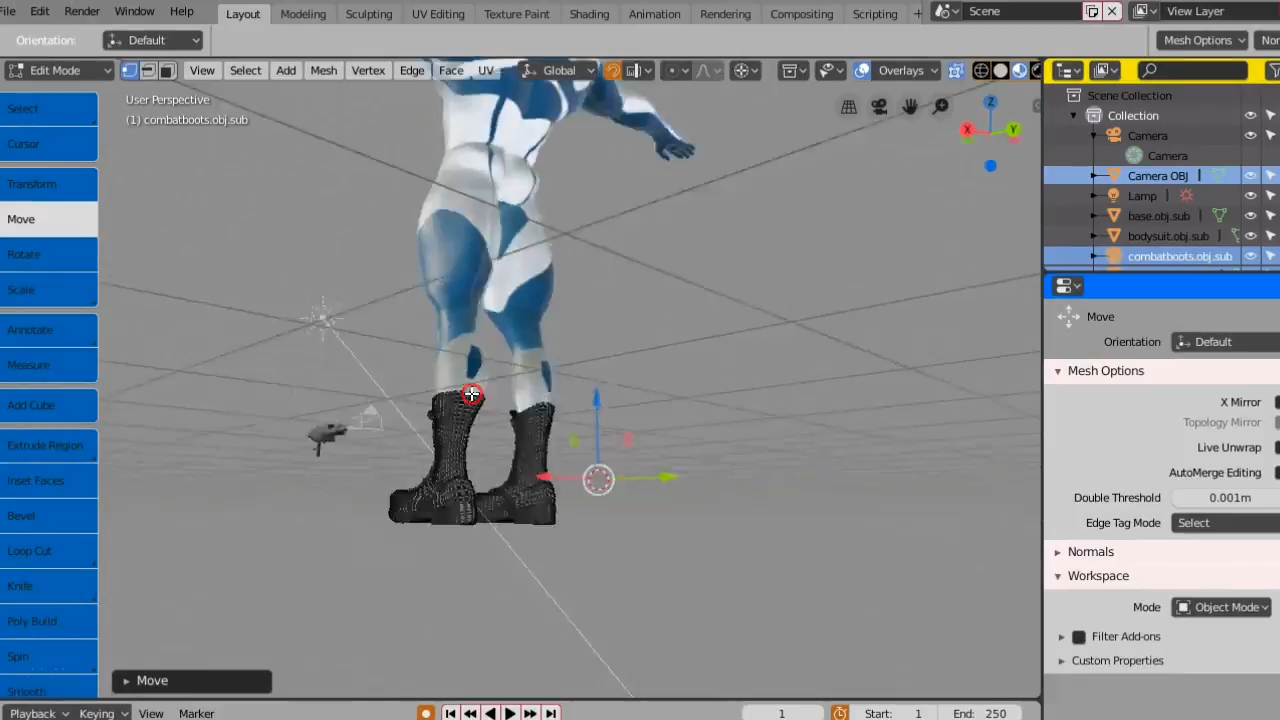 File Edit Render Window Help Layout Modeling Sculpting UV Editing Texture Paint Shading Animation Rendering Compositing Scripting + Scene View Layer
Orientation: Default Mesh Options
Edit Mode View Select Add Mesh Vertex Edge Face UV Global Overlays
User Perspective
(1) combatboots.obj.sub
Select
Cursor
Transform
Move
Rotate
Scale
Annotate
Measure
Add Cube
Extrude Region
Inset Faces
Bevel
Loop Cut
Knife
Poly Build
Spin
Smooth
Z
X
Y
Move
Scene Collection
Collection
Camera
Camera
Camera OBJ
Lamp
base.obj.sub
bodysuit.obj.sub
combatboots.obj.sub
Move
Orientation Default
Mesh Options
X Mirror
Topology Mirror
Live Unwrap
AutoMerge Editing
Double Threshold 0.001m
Edge Tag Mode Select
Normals
Workspace
Mode Object Mode
Filter Add-ons
Custom Properties
Playback Keying View Marker 1 Start: 1 End: 250